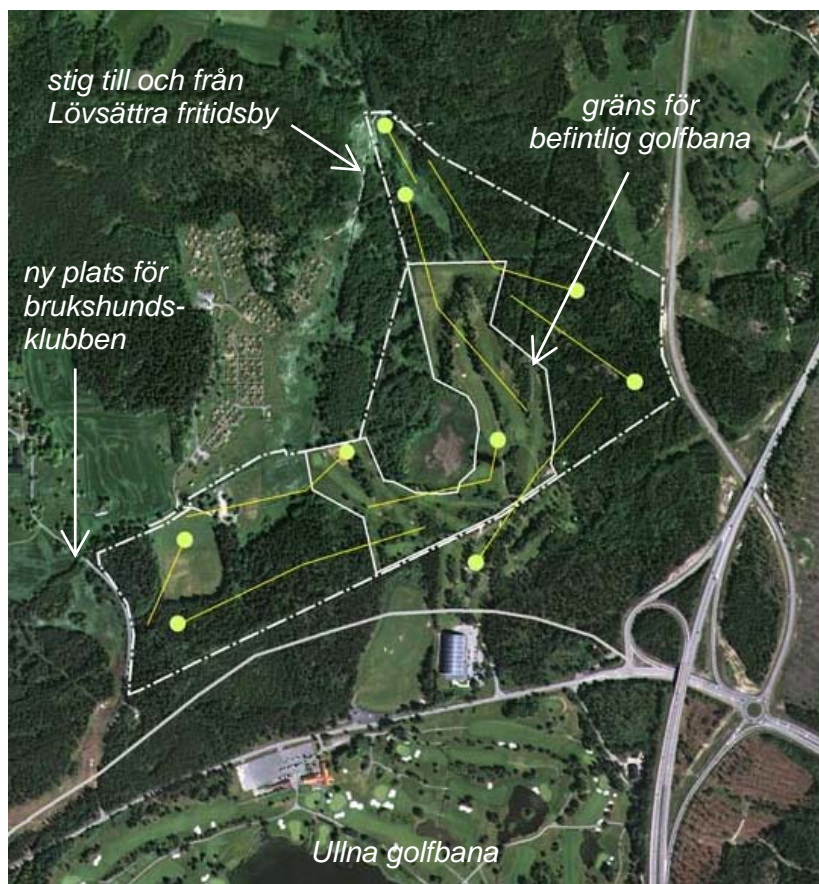 stig till och från
Lövsättra fritidsby
gräns för
befintlig golfbana
ny plats för
brukshunds-
klubben
Ullna golfbana